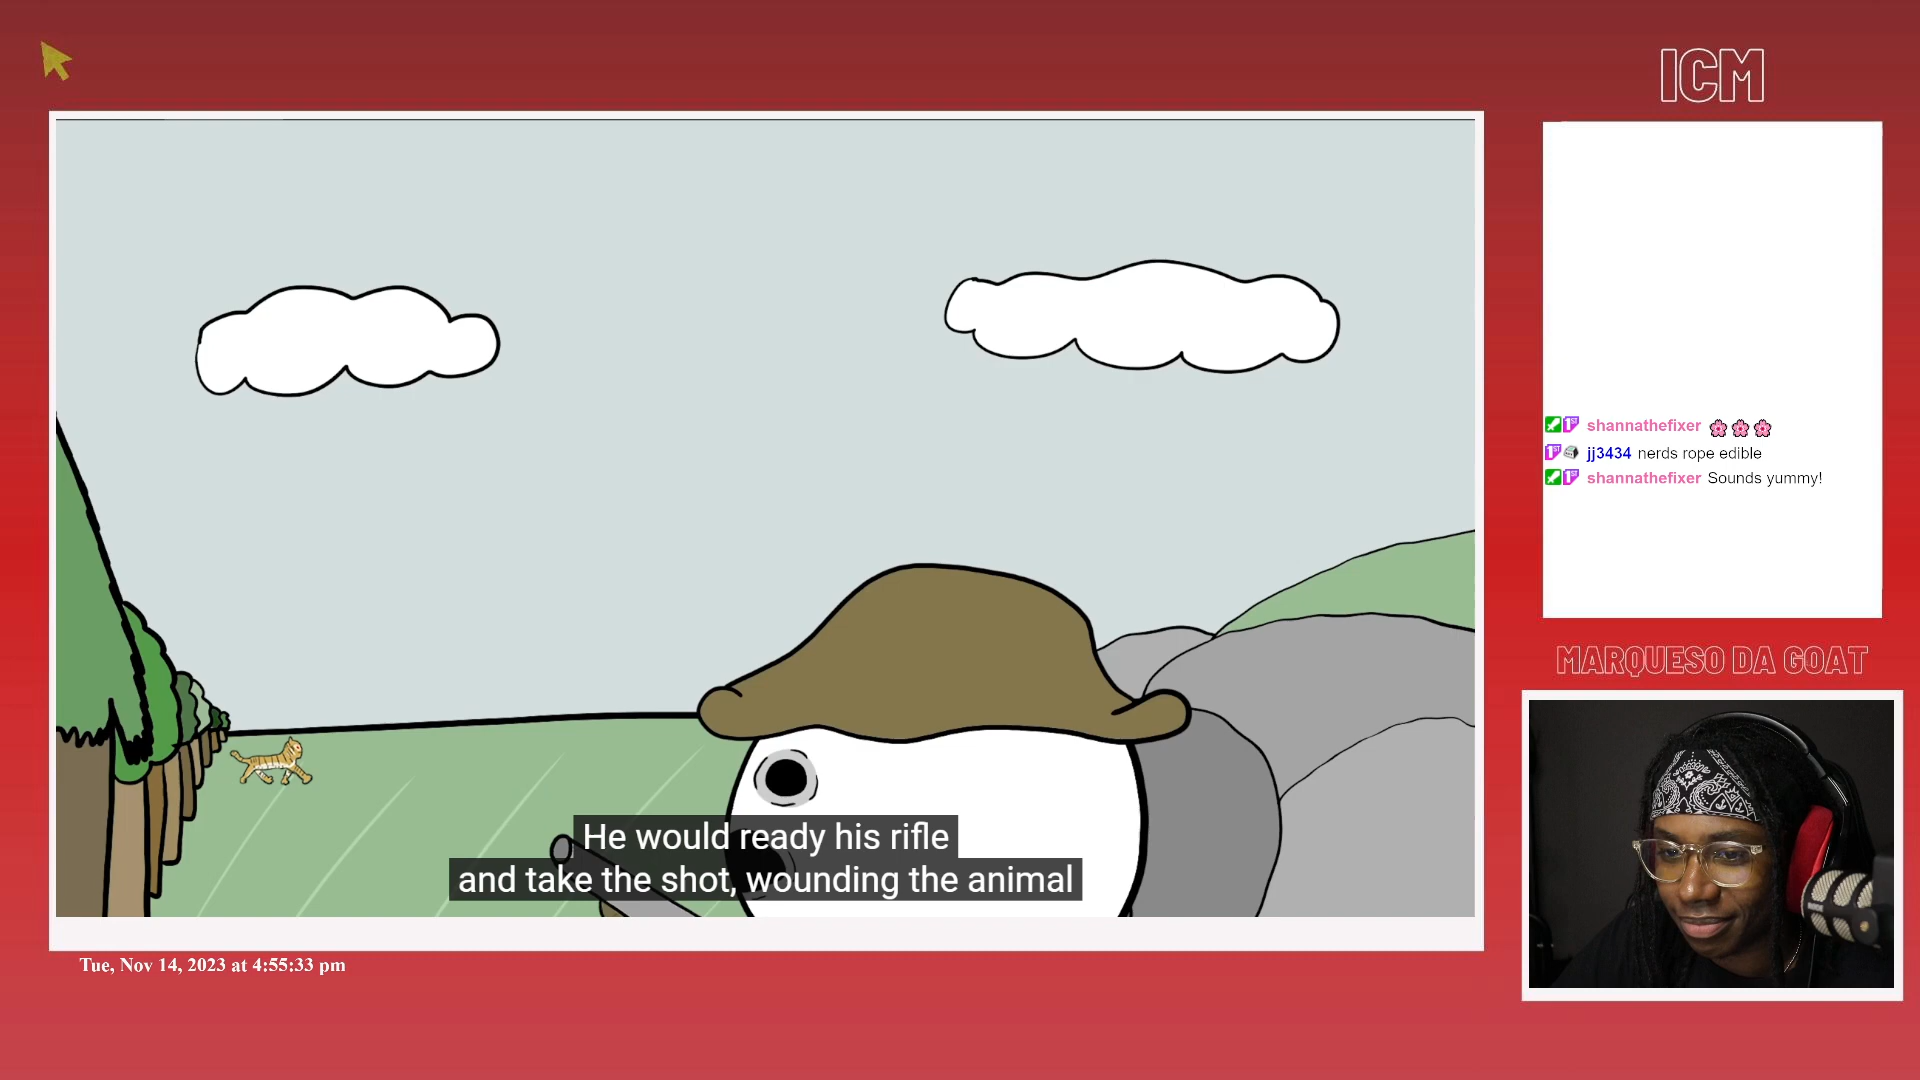 ICM
shannathefixer
jj3434 nerds rope edible
shannathefixer Sounds yummy!
He would ready his rifle
and take the shot, wounding the animal
MARQUESO DA GOAT
Tue, Nov 14, 2023 at 4:55:33 pm